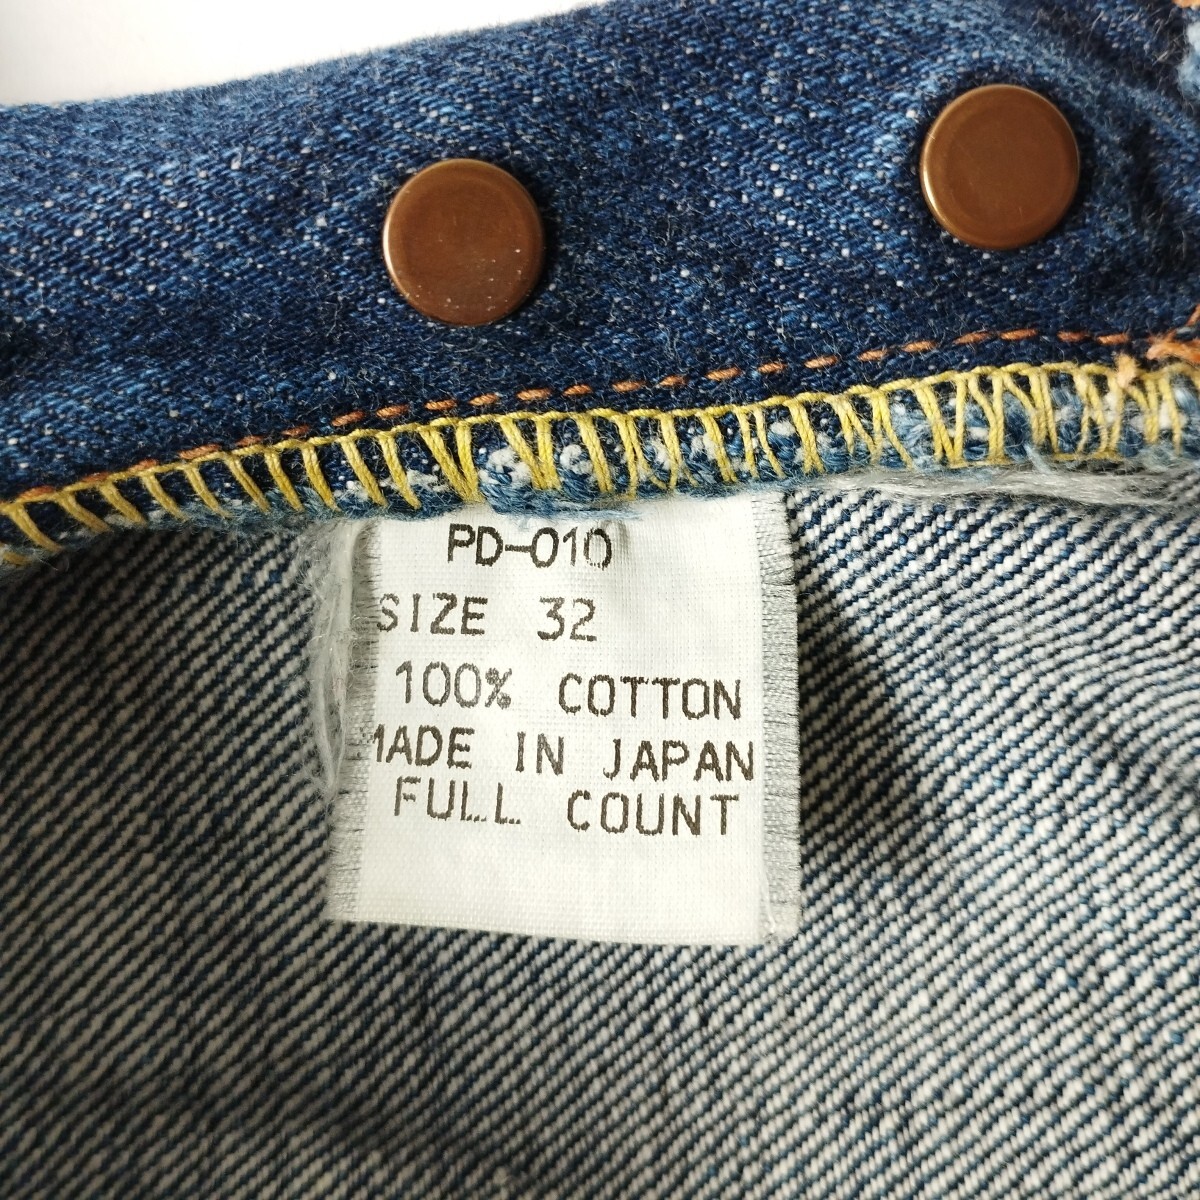 PD-010
SIZE 32
100% COTTON
MADE IN JAPAN
FULL COUNT